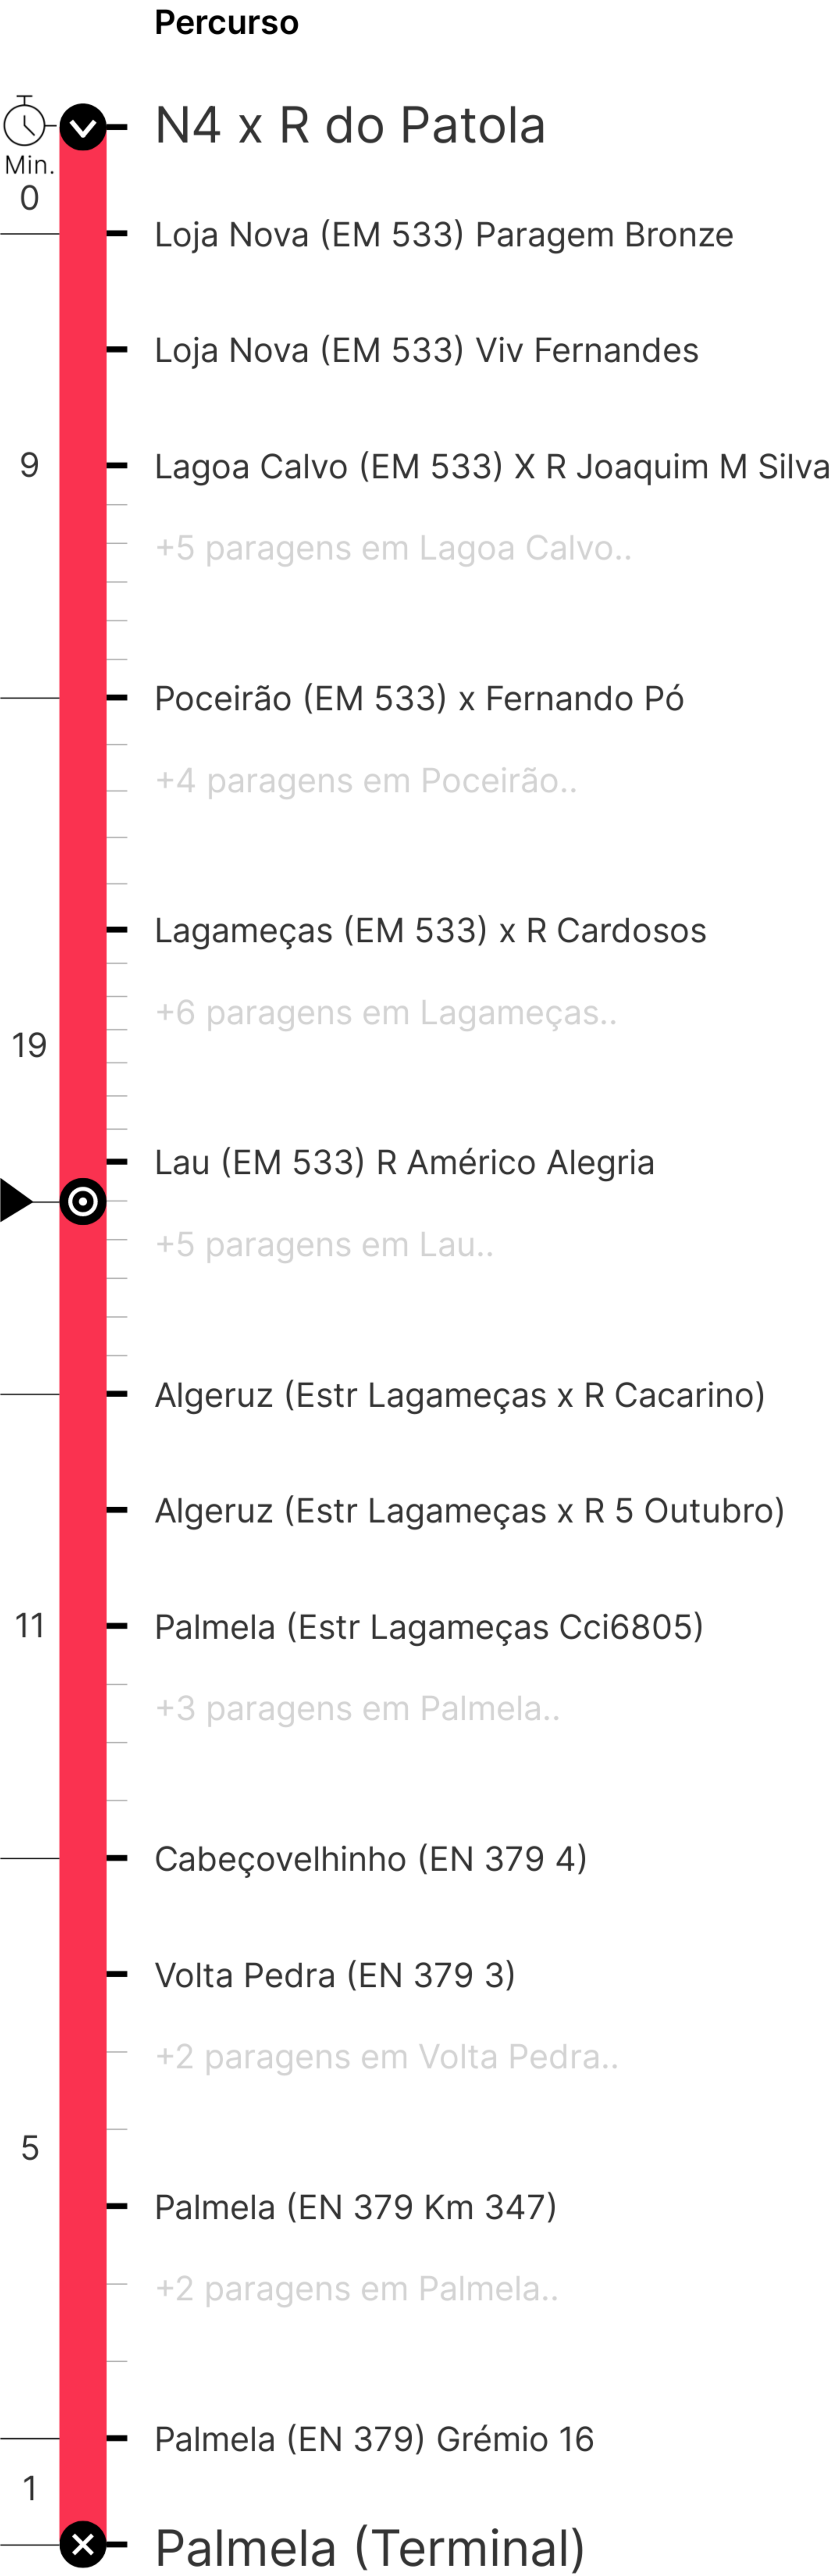 Percurso
N4 x R do Patola
Min.
0
Loja Nova (EM 533) Paragem Bronze
Loja Nova (EM 533) Viv Fernandes
9
Lagoa Calvo (EM 533) X R Joaquim M Silva
+5 paragens em Lagoa Calvo..
Poceirão (EM 533) x Fernando Pó
+4 paragens em Poceirão..
Lagameças (EM 533) x R Cardosos
+6 paragens em Lagameças..
19
Lau (EM 533) R Américo Alegria
+5 paragens em Lau..
Algeruz (Estr Lagameças x R Cacarino)
Algeruz (Estr Lagameças x R 5 Outubro)
11
Palmela (Estr Lagameças Cci6805)
+3 paragens em Palmela..
Cabeçovelhinho (EN 379 4)
Volta Pedra (EN 379 3)
+2 paragens em Volta Pedra..
5
Palmela (EN 379 Km 347)
+2 paragens em Palmela..
Palmela (EN 379) Grémio 16
1
Palmela (Terminal)